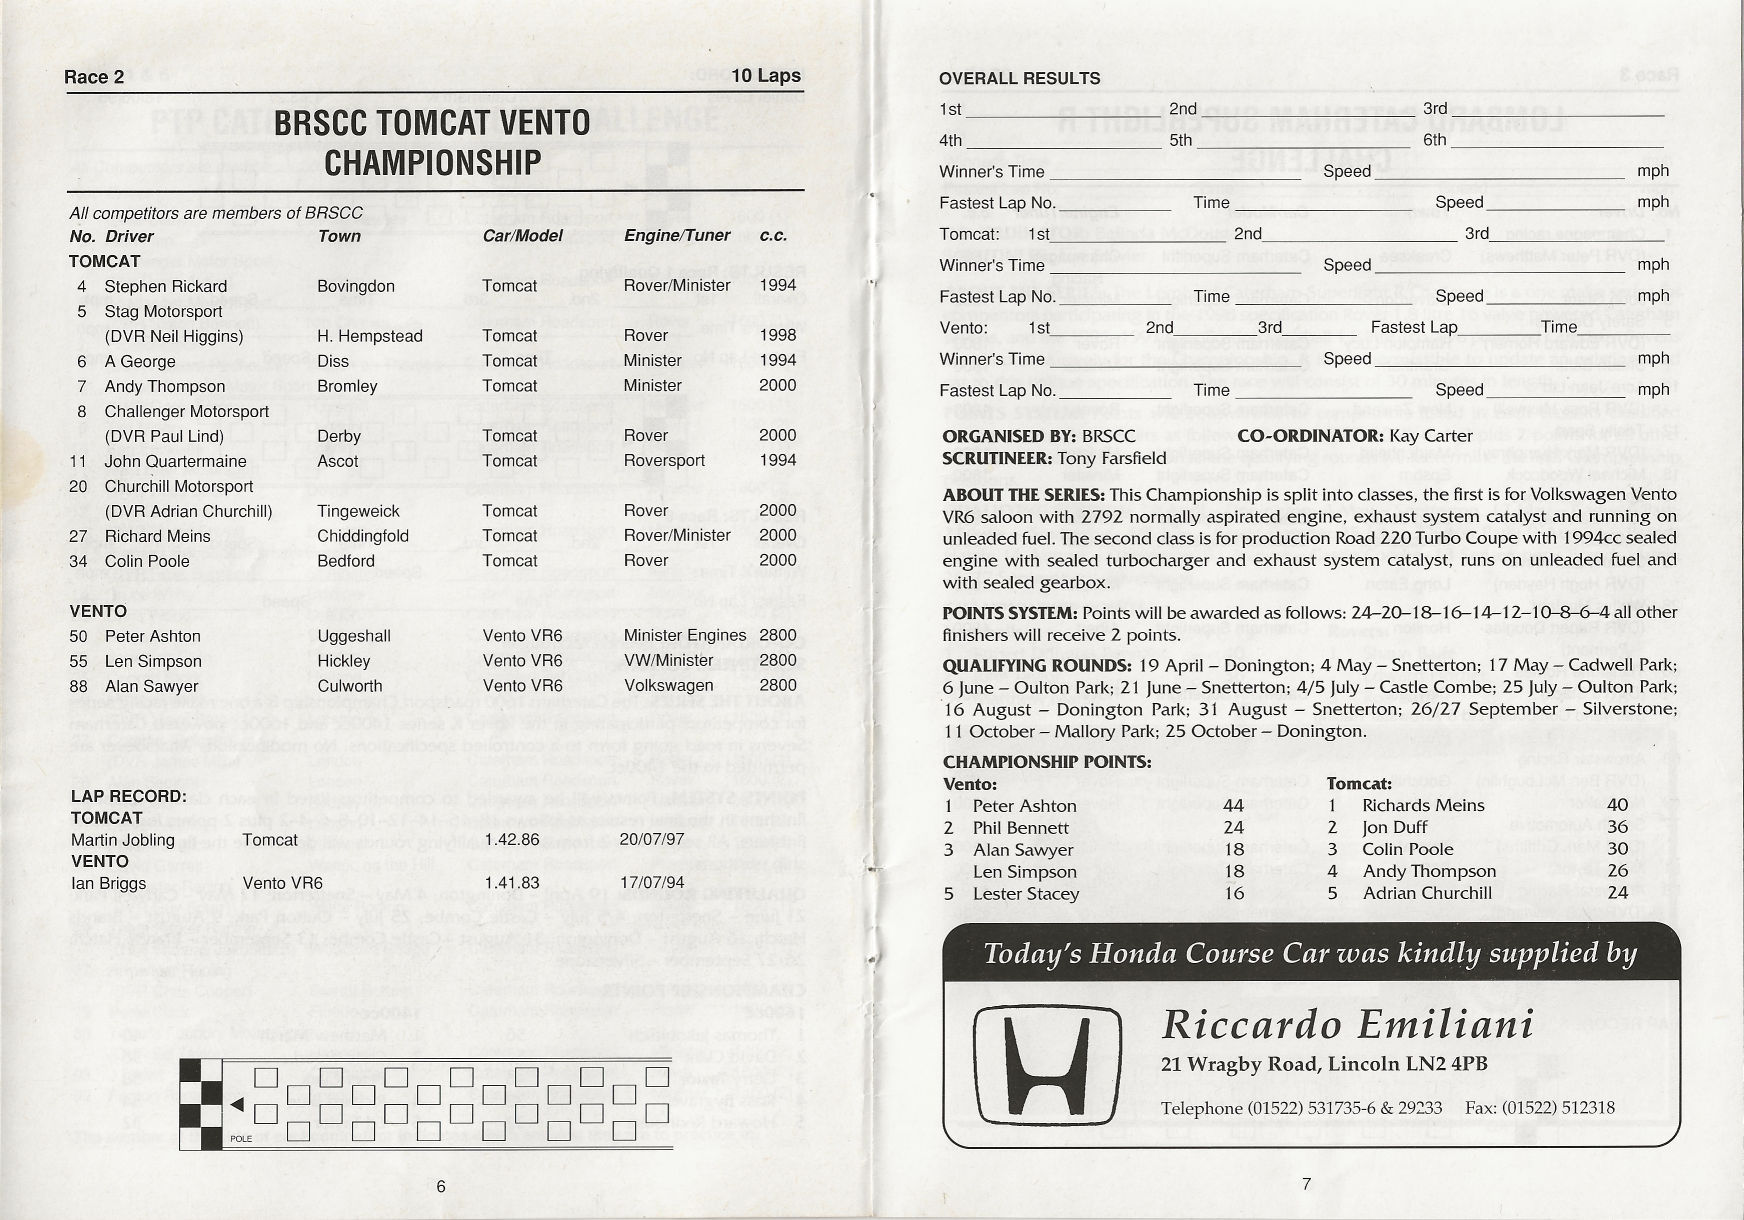 Race 2 10 Laps
BRSCC TOMCAT VENTO
CHAMPIONSHIP
All competitors are members of BRSCC
No. Driver Town Car/Model Engine/Tuner c.c.
TOMCAT
4 Stephen Rickard Bovingdon Tomcat Rover/Minister 1994
5 Stag Motorsport
(DVR Neil Higgins) H. Hempstead Tomcat Rover 1998
6 A George Diss Tomcat Minister 1994
7 Andy Thompson Bromley Tomcat Minister 2000
8 Challenger Motorsport
(DVR Paul Lind) Derby Tomcat Rover 2000
11 John Quartermaine Ascot Tomcat Roversport 1994
20 Churchill Motorsport
(DVR Adrian Churchill) Tingeweick Tomcat Rover 2000
27 Richard Meins Chiddingfold Tomcat Rover/Minister 2000
34 Colin Poole Bedford Tomcat Rover 2000
VENTO
50 Peter Ashton Uggeshall Vento VR6 Minister Engines 2800
55 Len Simpson Hickley Vento VR6 VW/Minister 2800
88 Alan Sawyer Culworth Vento VR6 Volkswagen 2800
LAP RECORD:
TOMCAT
Martin Jobling Tomcat 1.42.86 20/07/97
VENTO
Ian Briggs Vento VR6 1.41.83 17/07/94
POLE
6
OVERALL RESULTS
1st 2nd 3rd
4th 5th 6th
Winner's Time Speed mph
Fastest Lap No. Time Speed mph
Tomcat: 1st 2nd 3rd
Winner's Time Speed mph
Fastest Lap No. Time Speed mph
Vento: 1st 2nd 3rd Fastest Lap Time
Winner's Time Speed mph
Fastest Lap No. Time Speed mph
ORGANISED BY: BRSCC CO-ORDINATOR: Kay Carter
SCRUTINEER: Tony Farsfield
ABOUT THE SERIES: This Championship is split into classes, the first is for Volkswagen Vento
VR6 saloon with 2792 normally aspirated engine, exhaust system catalyst and running on
unleaded fuel. The second class is for production Road 220 Turbo Coupe with 1994cc sealed
engine with sealed turbocharger and exhaust system catalyst, runs on unleaded fuel and
with sealed gearbox.
POINTS SYSTEM: Points will be awarded as follows: 24–20–18–16–14–12–10–8–6–4 all other
finishers will receive 2 points.
QUALIFYING ROUNDS: 19 April – Donington; 4 May – Snetterton; 17 May – Cadwell Park;
6 June – Oulton Park; 21 June – Snetterton; 4/5 July – Castle Combe; 25 July – Oulton Park;
16 August – Donington Park; 31 August – Snetterton; 26/27 September – Silverstone;
11 October – Mallory Park; 25 October – Donington.
CHAMPIONSHIP POINTS:
Vento: Tomcat:
1 Peter Ashton 44 1 Richards Meins 40
2 Phil Bennett 24 2 Jon Duff 36
3 Alan Sawyer 18 3 Colin Poole 30
Len Simpson 18 4 Andy Thompson 26
5 Lester Stacey 16 5 Adrian Churchill 24
Today's Honda Course Car was kindly supplied by
Riccardo Emiliani
21 Wragby Road, Lincoln LN2 4PB
Telephone (01522) 531735-6 & 29233 Fax: (01522) 512318
7